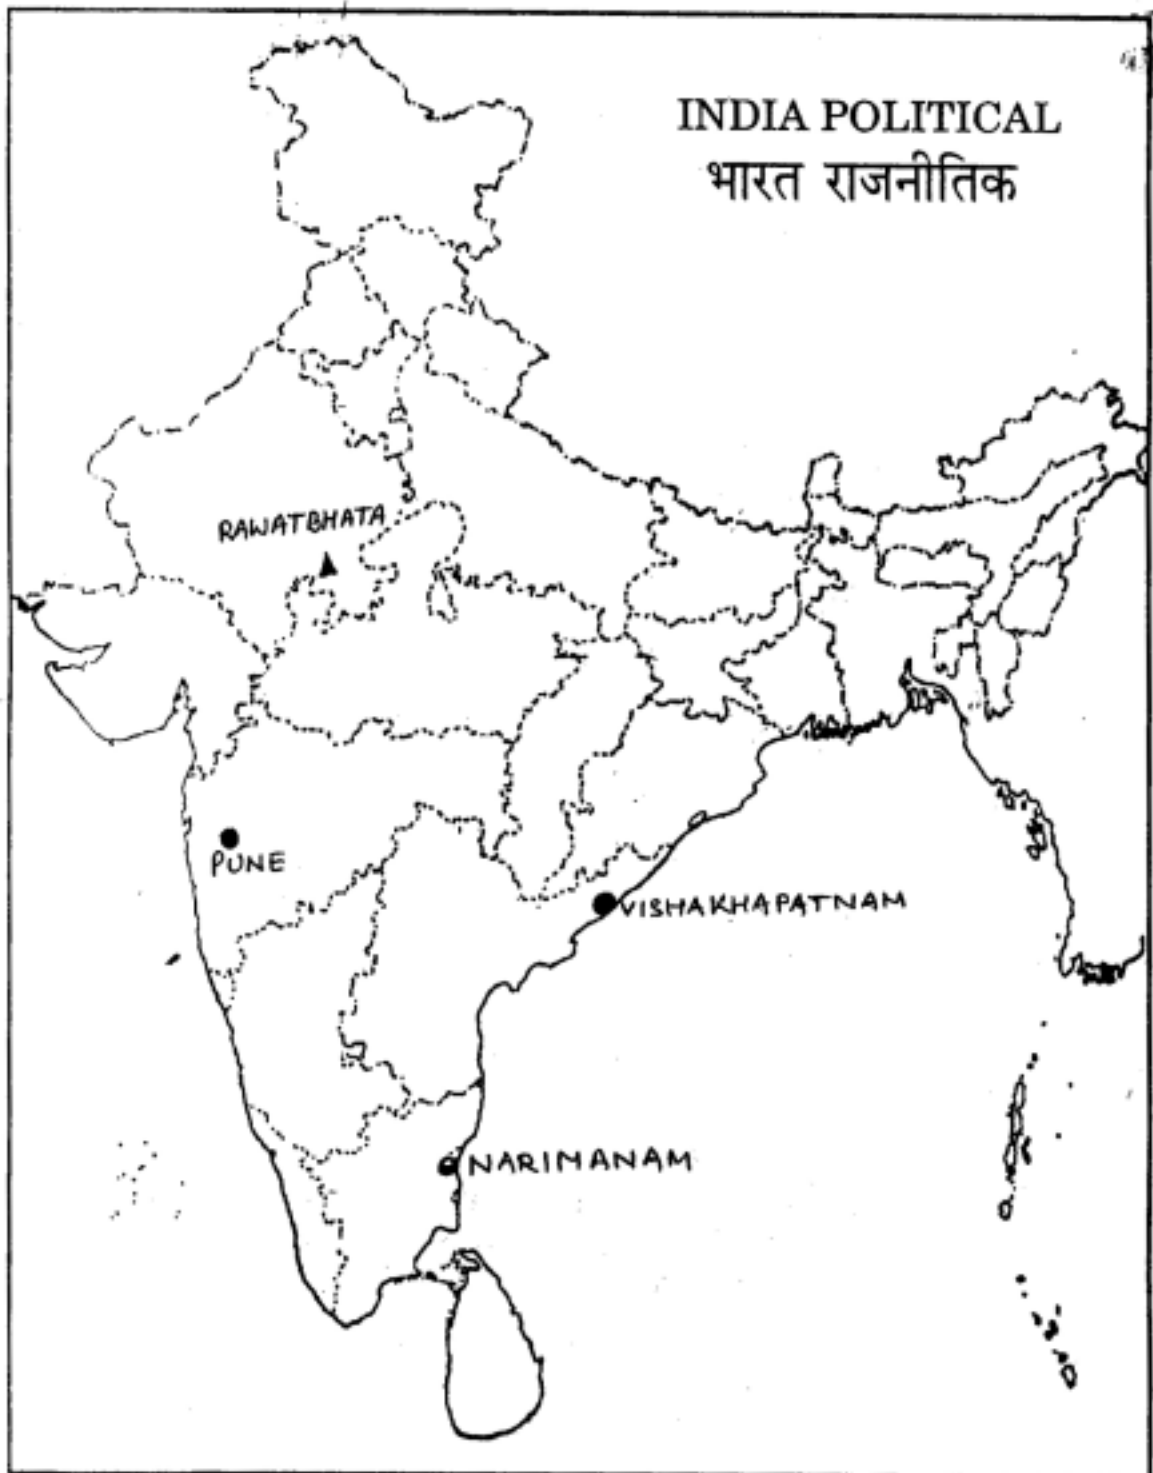 INDIA POLITICAL
भारत राजनीतिक
RAWATBHATA
PUNE
VISHAKHAPATNAM
NARIMANAM